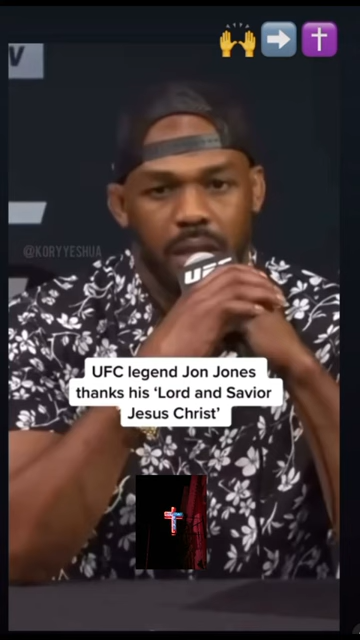 V
@KORYYESHUA
UFC
UFC legend Jon Jones
thanks his ‘Lord and Savior
Jesus Christ’